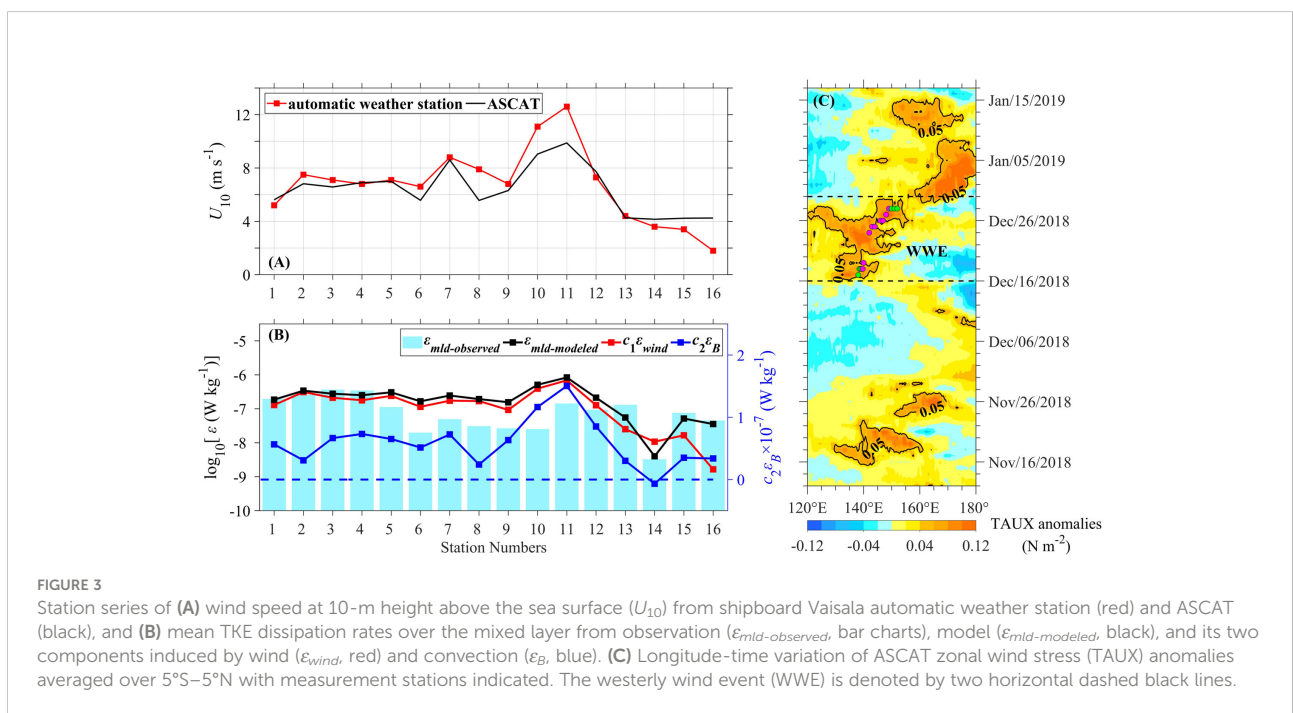 automatic weather station
ASCAT
12
8
4
0
U10 (m s-1)
(A)
1 2 3 4 5 6 7 8 9 10 11 12 13 14 15 16
(B)
εmld-observed
εmld-modeled
c1εwind
c2εB
-5
-6
-7
-8
-9
-10
log10[ ε (W kg-1)]
2
1
0
c2εB×10-7 (W kg-1)
1 2 3 4 5 6 7 8 9 10 11 12 13 14 15 16
Station Numbers
(C)
0.05
0.05
0.05
WWE
0.05
0.05
Jan/15/2019
Jan/05/2019
Dec/26/2018
Dec/16/2018
Dec/06/2018
Nov/26/2018
Nov/16/2018
120°E 140°E 160°E 180°
-0.12 -0.04 0.04 0.12
TAUX anomalies
(N m-2)
FIGURE 3
Station series of (A) wind speed at 10-m height above the sea surface (U10) from shipboard Vaisala automatic weather station (red) and ASCAT
(black), and (B) mean TKE dissipation rates over the mixed layer from observation (εmld-observed, bar charts), model (εmld-modeled, black), and its two
components induced by wind (εwind, red) and convection (εB, blue). (C) Longitude-time variation of ASCAT zonal wind stress (TAUX) anomalies
averaged over 5°S–5°N with measurement stations indicated. The westerly wind event (WWE) is denoted by two horizontal dashed black lines.